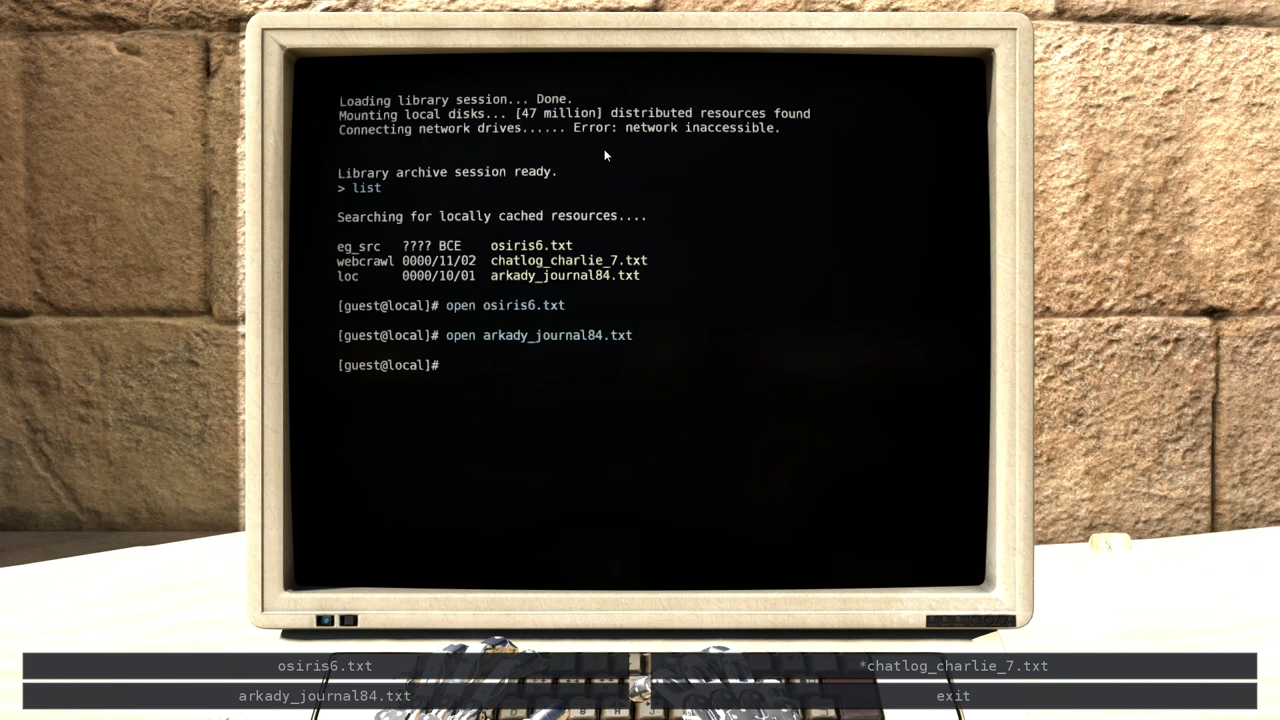 Loading library session... Done.
Mounting local disks... [47 million] distributed resources found
Connecting network drives...... Error: network inaccessible.
Library archive session ready.
> list
Searching for locally cached resources....
eg_src ???? BCE osiris6.txt
webcrawl 0000/11/02 chatlog_charlie_7.txt
loc 0000/10/01 arkady_journal84.txt
[guest@local]# open osiris6.txt
[guest@local]# open arkady_journal84.txt
[guest@local]#
osiris6.txt
*chatlog_charlie_7.txt
arkady_journal84.txt
exit